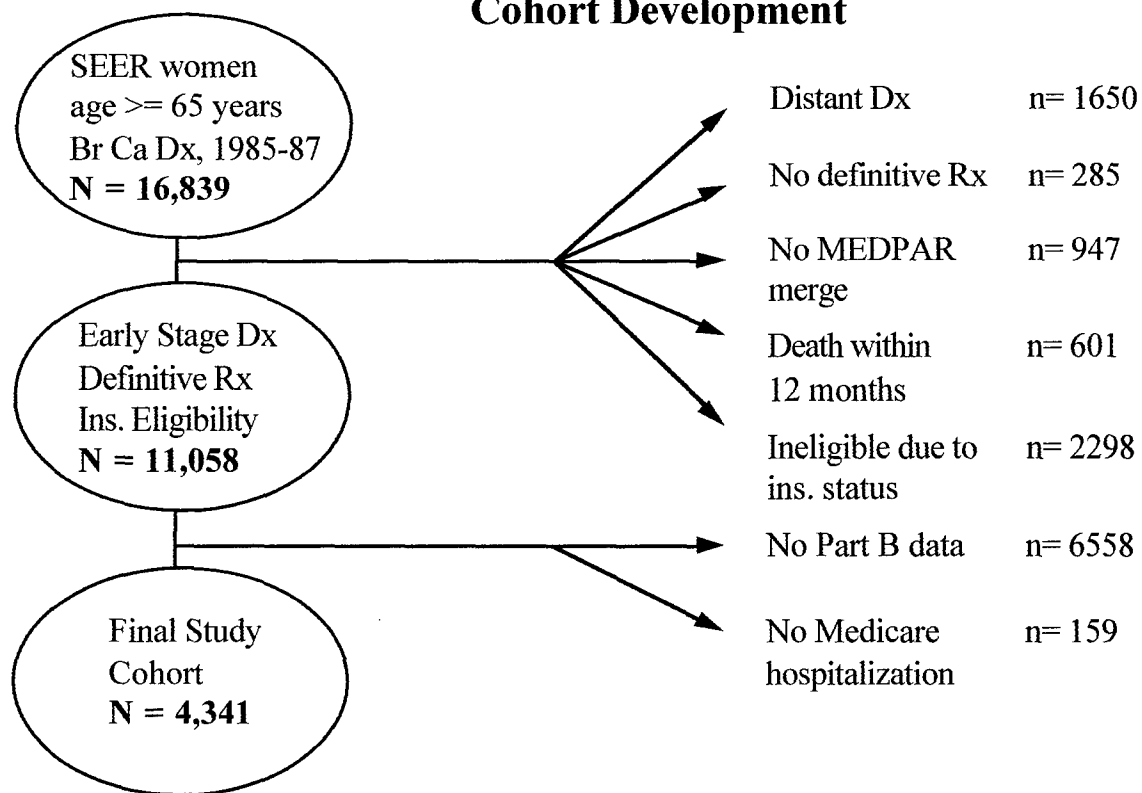 Cohort Development
SEER women
age >= 65 years
Br Ca Dx, 1985-87
N = 16,839
Distant Dx n= 1650
No definitive Rx n= 285
No MEDPAR n= 947
merge
Death within n= 601
12 months
Ineligible due to n= 2298
ins. status
Early Stage Dx
Definitive Rx
Ins. Eligibility
N = 11,058
No Part B data n= 6558
No Medicare n= 159
hospitalization
Final Study
Cohort
N = 4,341